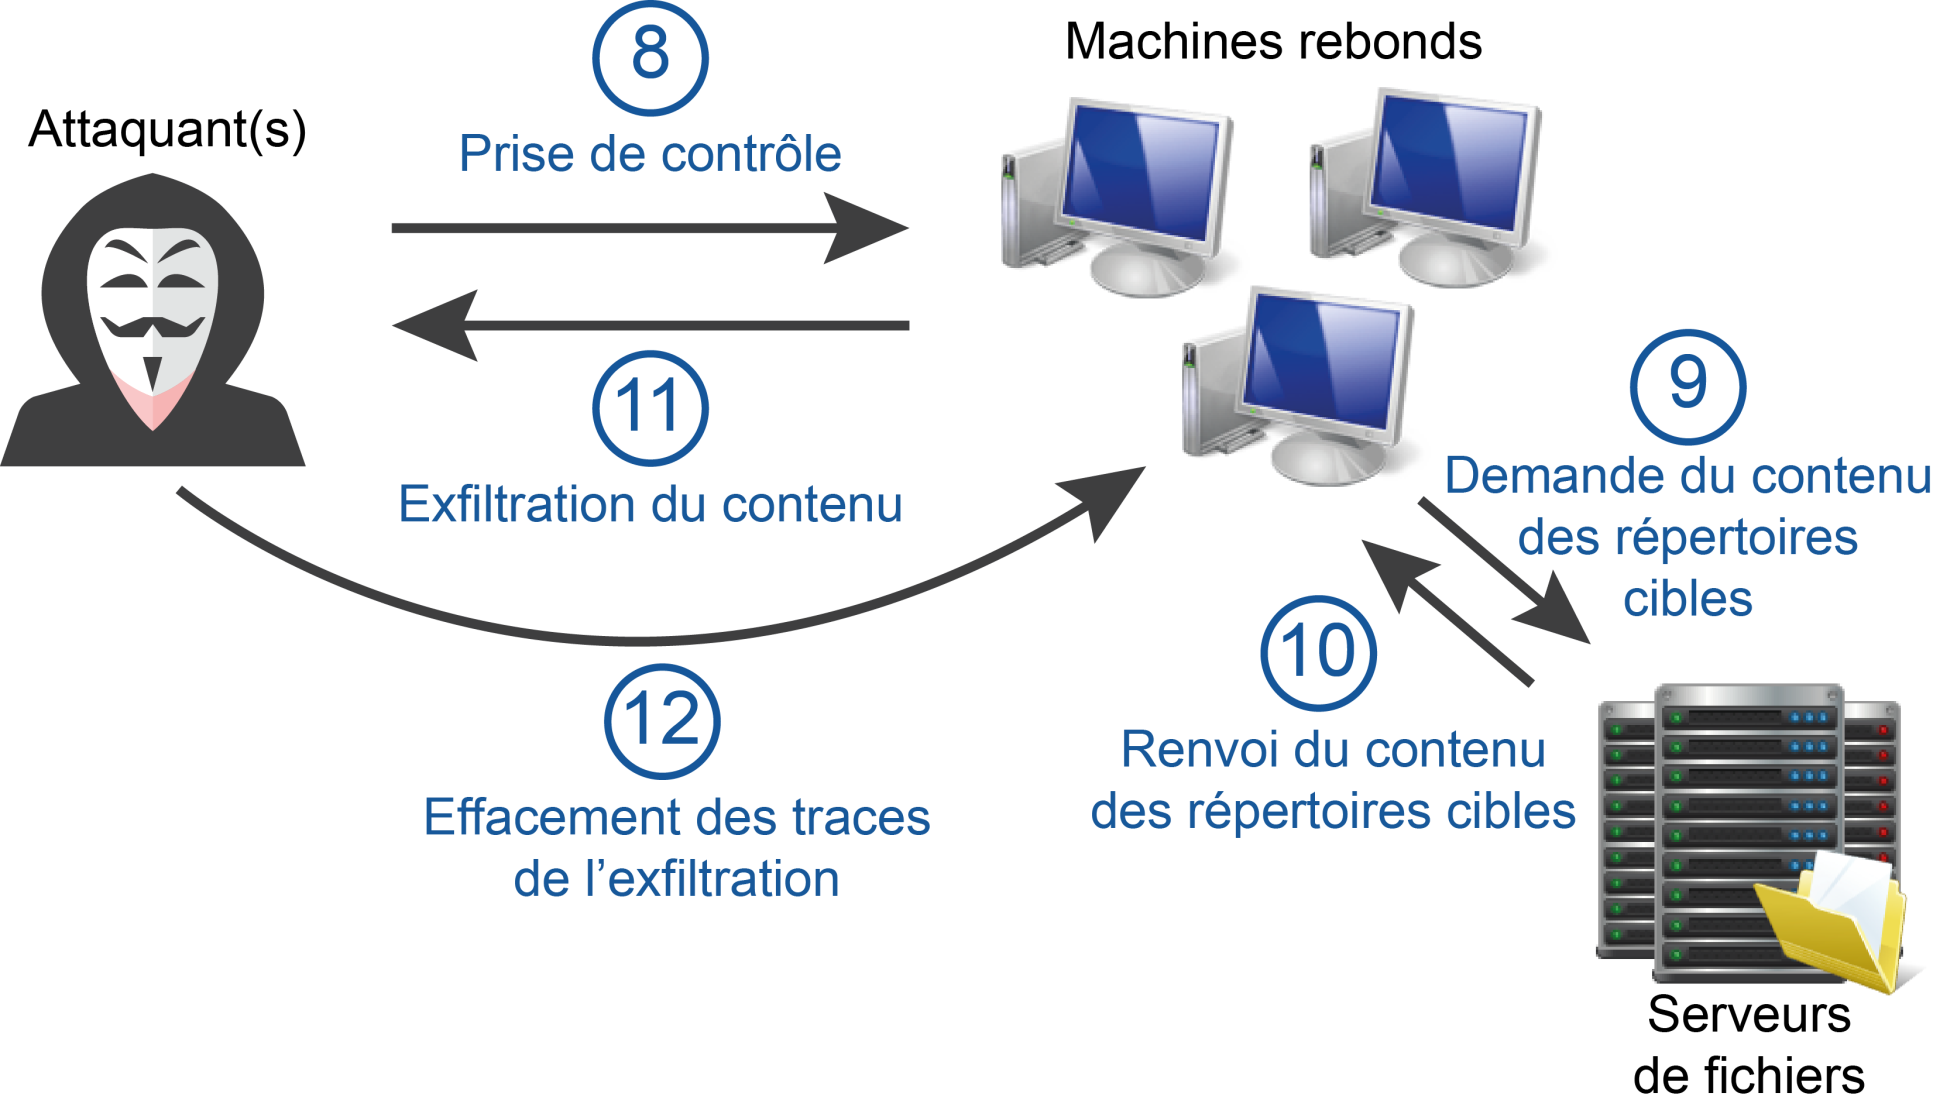 Attaquant(s)
8
Prise de contrôle
Machines rebonds
11
Exfiltration du contenu
9
Demande du contenu
des répertoires
cibles
10
Renvoi du contenu
des répertoires cibles
12
Effacement des traces
de l’exfiltration
Serveurs
de fichiers